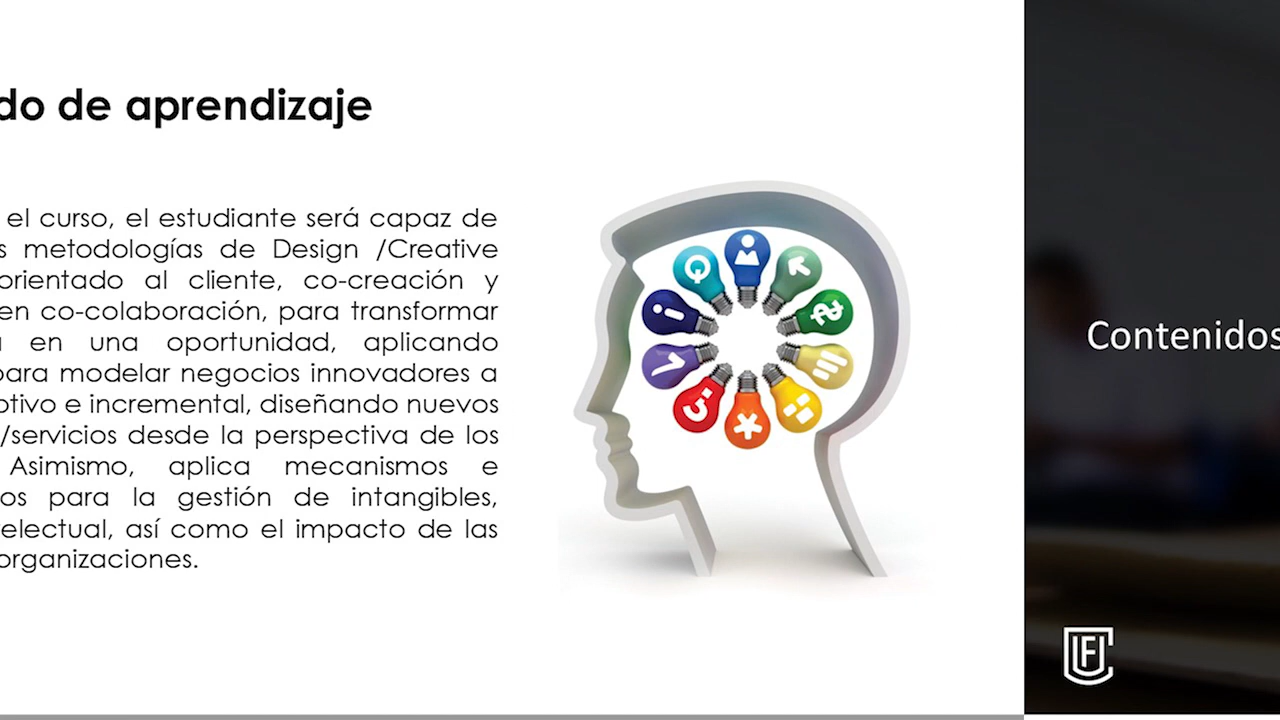 do de aprendizaje
el curso, el estudiante será capaz de
s metodologías de Design /Creative
orientado al cliente, co-creación y
en co-colaboración, para transformar
en una oportunidad, aplicando
para modelar negocios innovadores a
ptivo e incremental, diseñando nuevos
/servicios desde la perspectiva de los
Asimismo, aplica mecanismos e
os para la gestión de intangibles,
electual, así como el impacto de las
organizaciones.
Contenidos